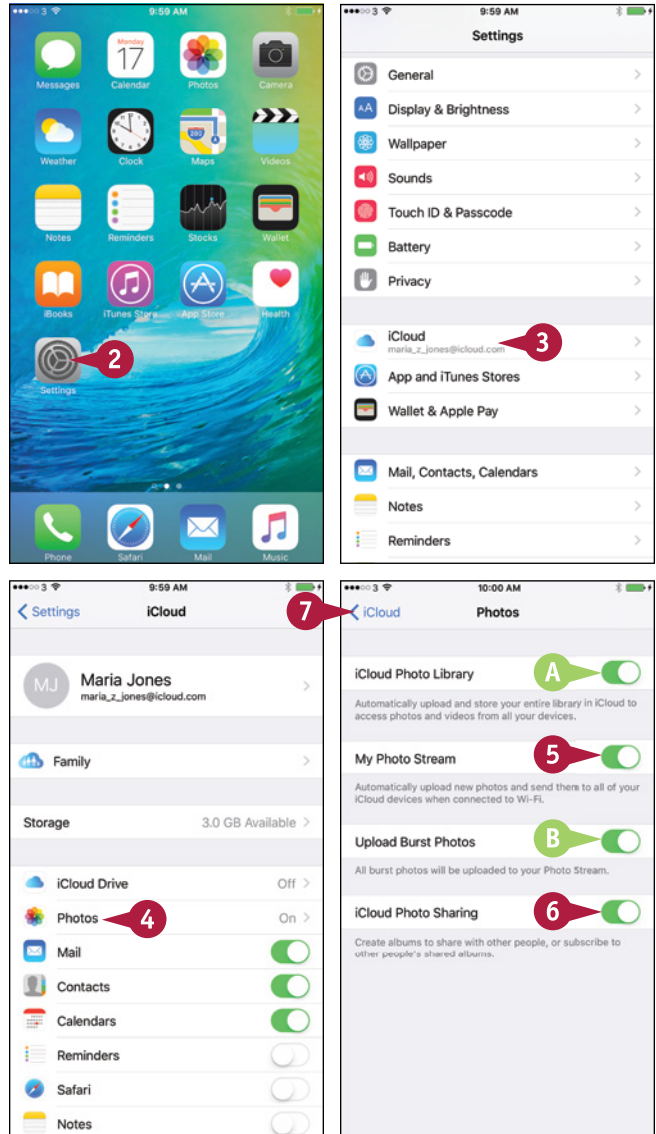 3 9:59 AM
Monday
17
280
Messages Calendar Photos Camera
Weather Clock Maps Videos
Notes Reminders Stocks Wallet
iBooks iTunes Store App Store Health
2
Settings
Phone Safari Mail Music
3 9:59 AM
Settings
General
AA Display & Brightness
Wallpaper
Sounds
Touch ID & Passcode
Battery
Privacy
iCloud
maria_z_jones@icloud.com
3
App and iTunes Stores
Wallet & Apple Pay
Mail, Contacts, Calendars
Notes
Reminders
3 9:59 AM
Settings iCloud
MJ Maria Jones
maria_z_jones@icloud.com
Family
Storage 3.0 GB Available
iCloud Drive Off
Photos 4 On
Mail
Contacts
Calendars
Reminders
Safari
Notes
3 10:00 AM
7 iCloud Photos
iCloud Photo Library A
Automatically upload and store your entire library in iCloud to
access photos and videos from all your devices.
My Photo Stream 5
Automatically upload new photos and send them to all of your
iCloud devices when connected to Wi-Fi.
Upload Burst Photos B
All burst photos will be uploaded to your Photo Stream.
iCloud Photo Sharing 6
Create albums to share with other people, or subscribe to
other people's shared albums.